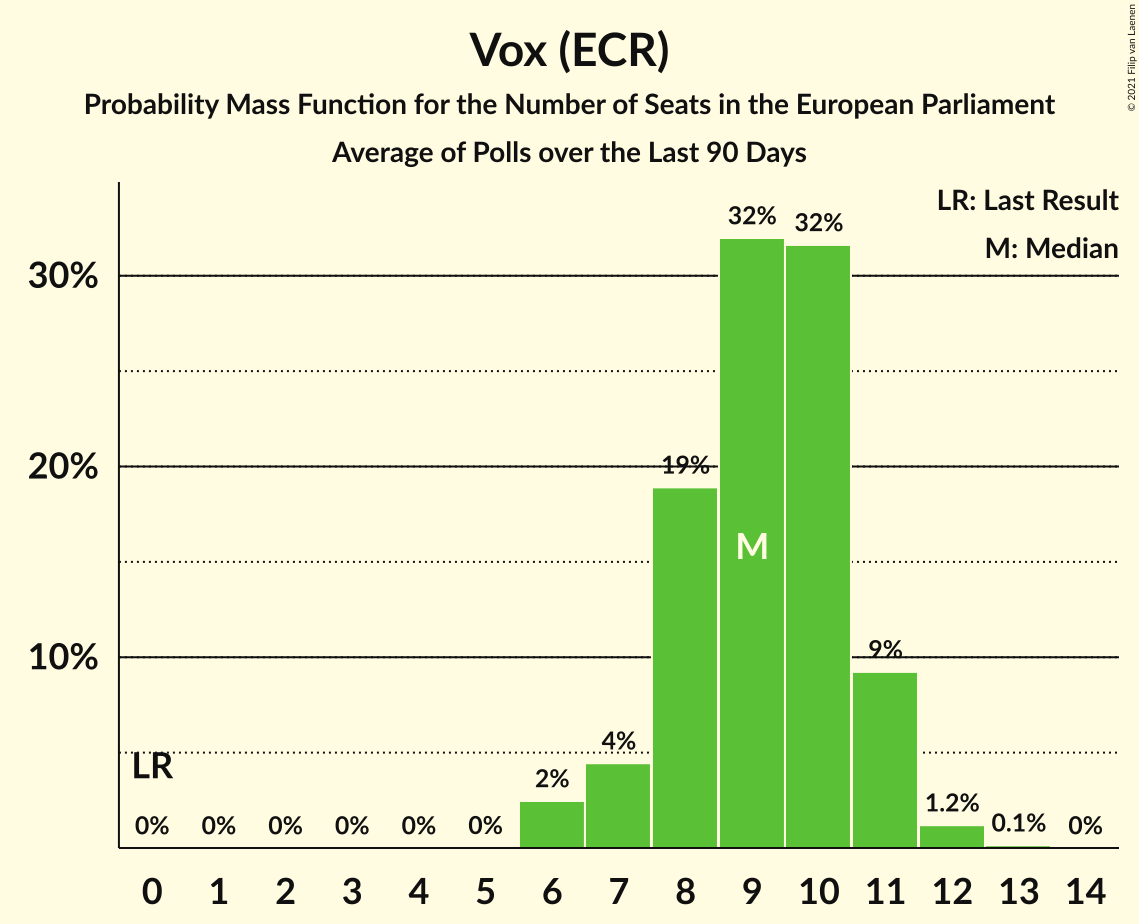 Vox (ECR)
Probability Mass Function for the Number of Seats in the European Parliament
Average of Polls over the Last 90 Days
© 2021 Filip van Laenen
LR: Last Result
M: Median
30%
20%
10%
32%
32%
19%
M
9%
4%
LR
2%
1.2%
0.1%
0%
0%
0%
0%
0%
0%
0%
0 1 2 3 4 5 6 7 8 9 10 11 12 13 14